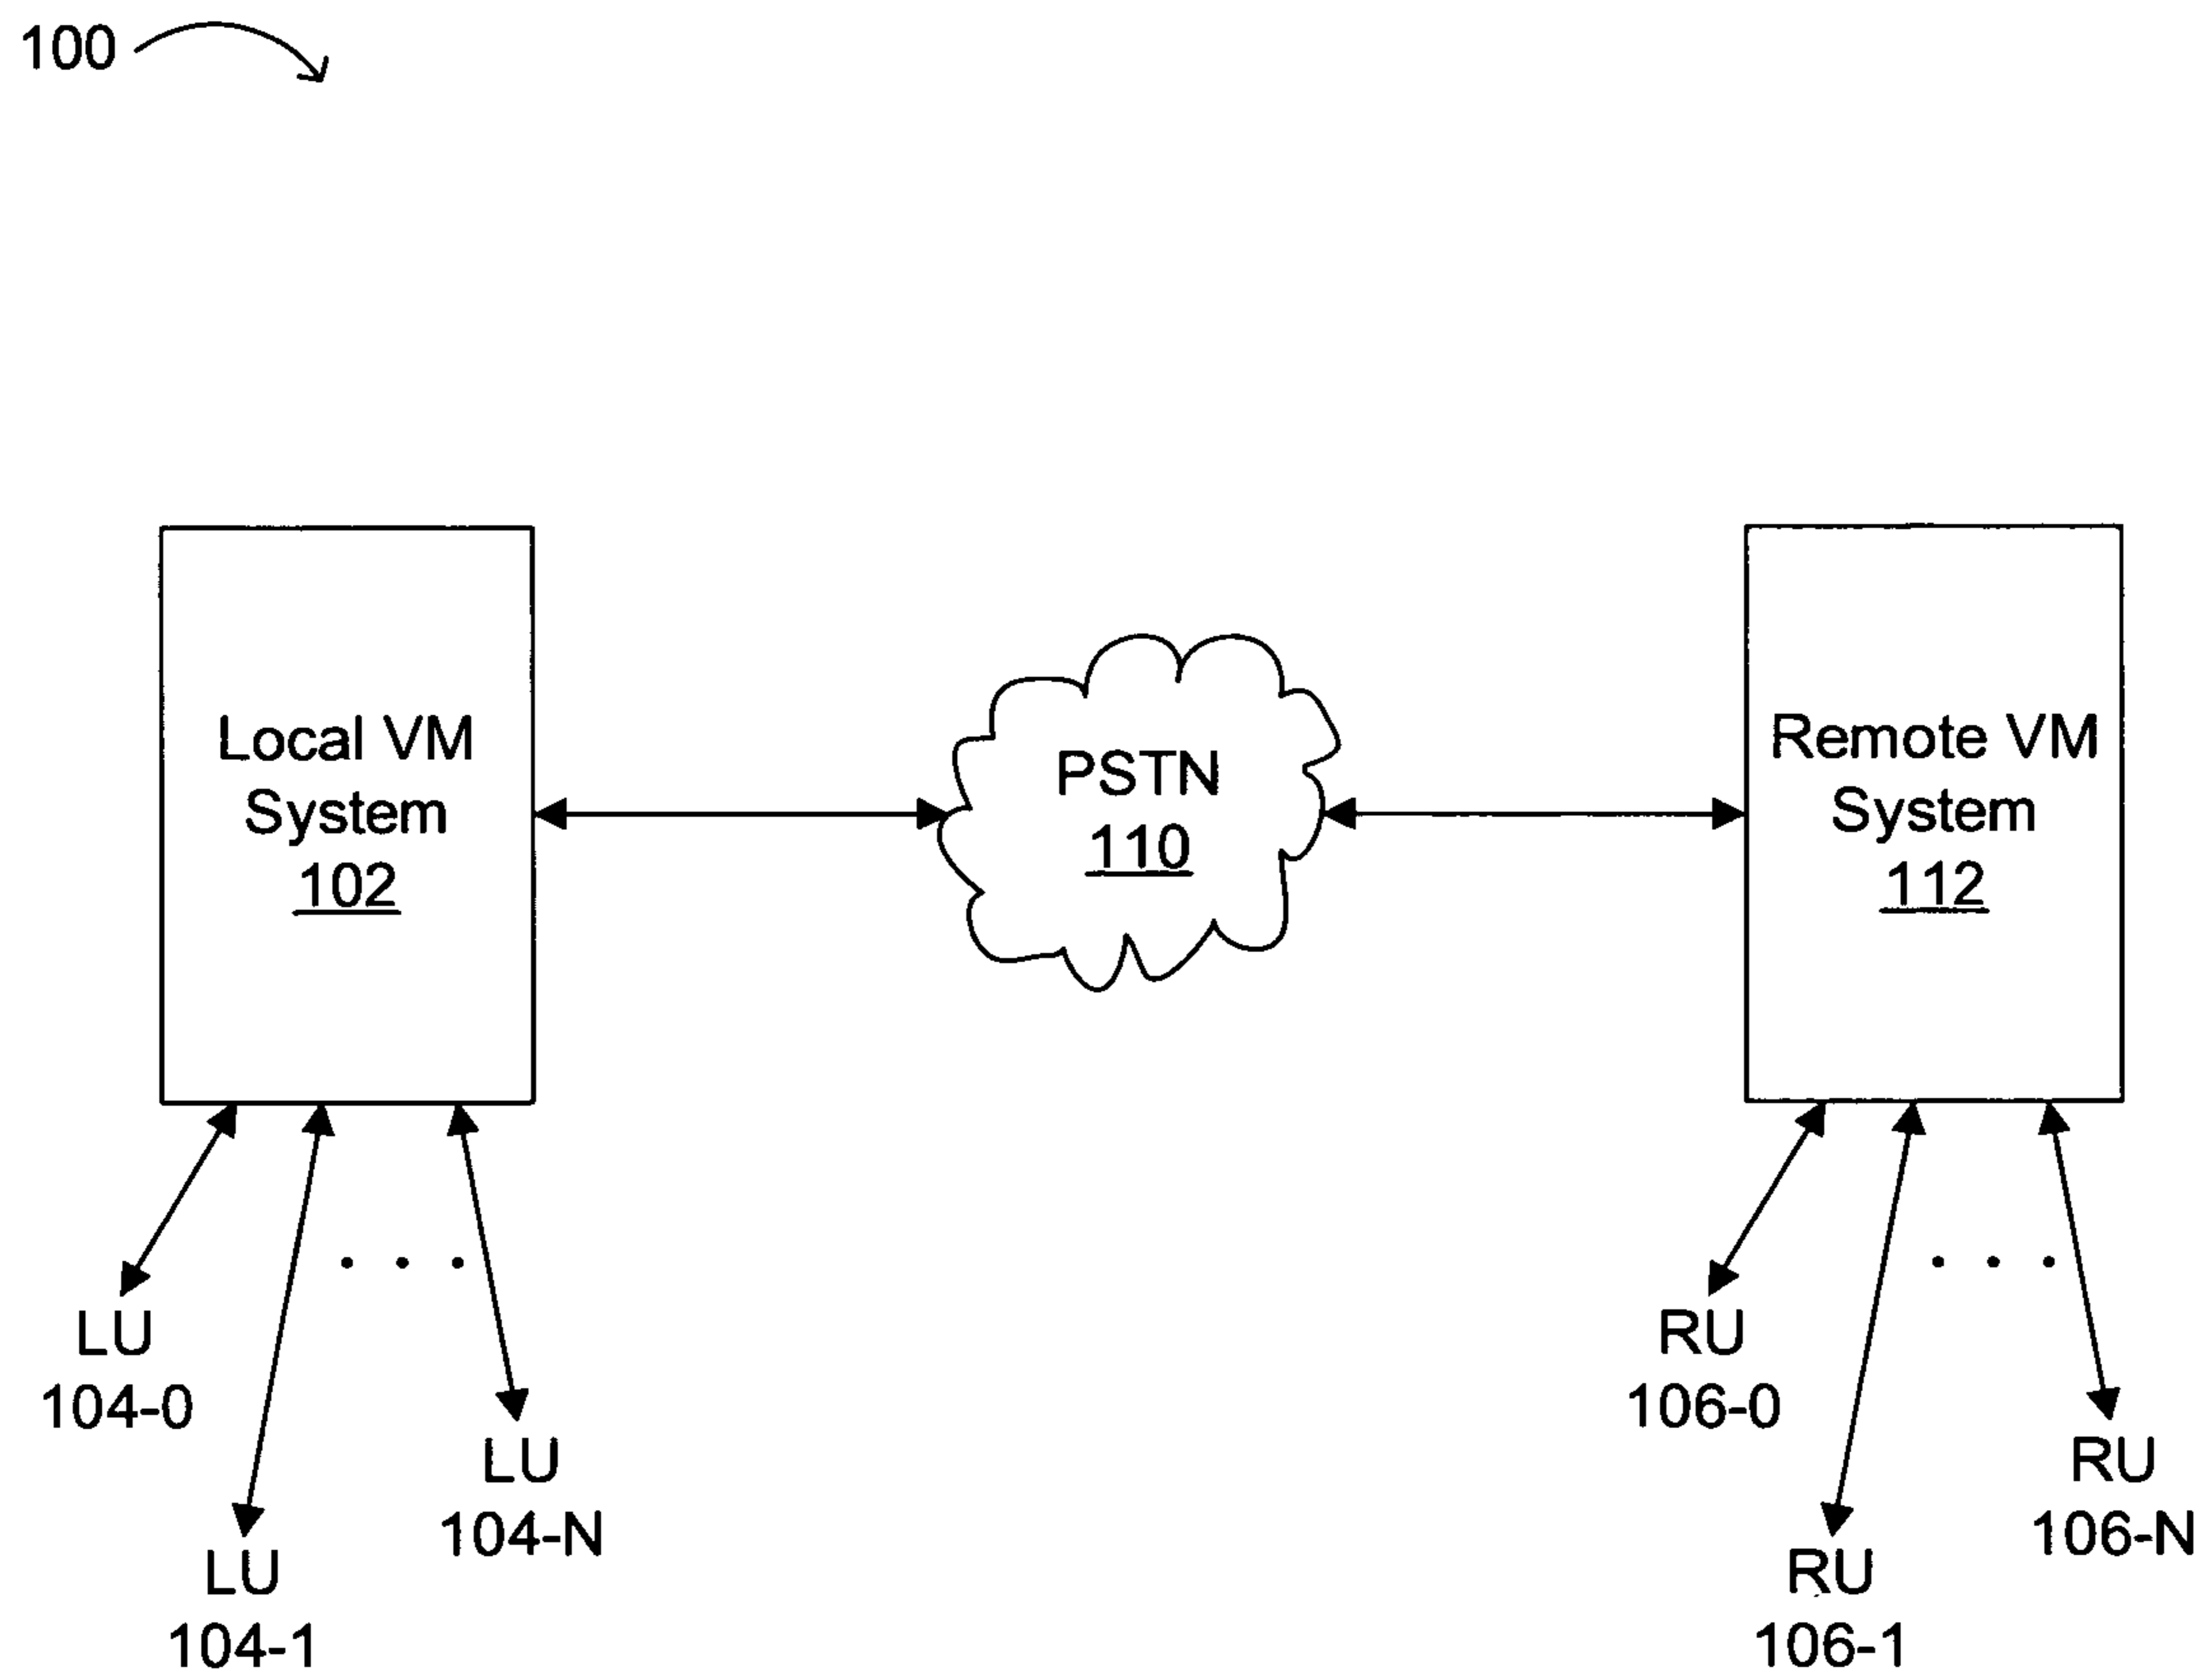 100
Local VM
System
102
PSTN
110
Remote VM
System
112
LU
104-0
LU
104-1
LU
104-N
RU
106-0
RU
106-1
RU
106-N